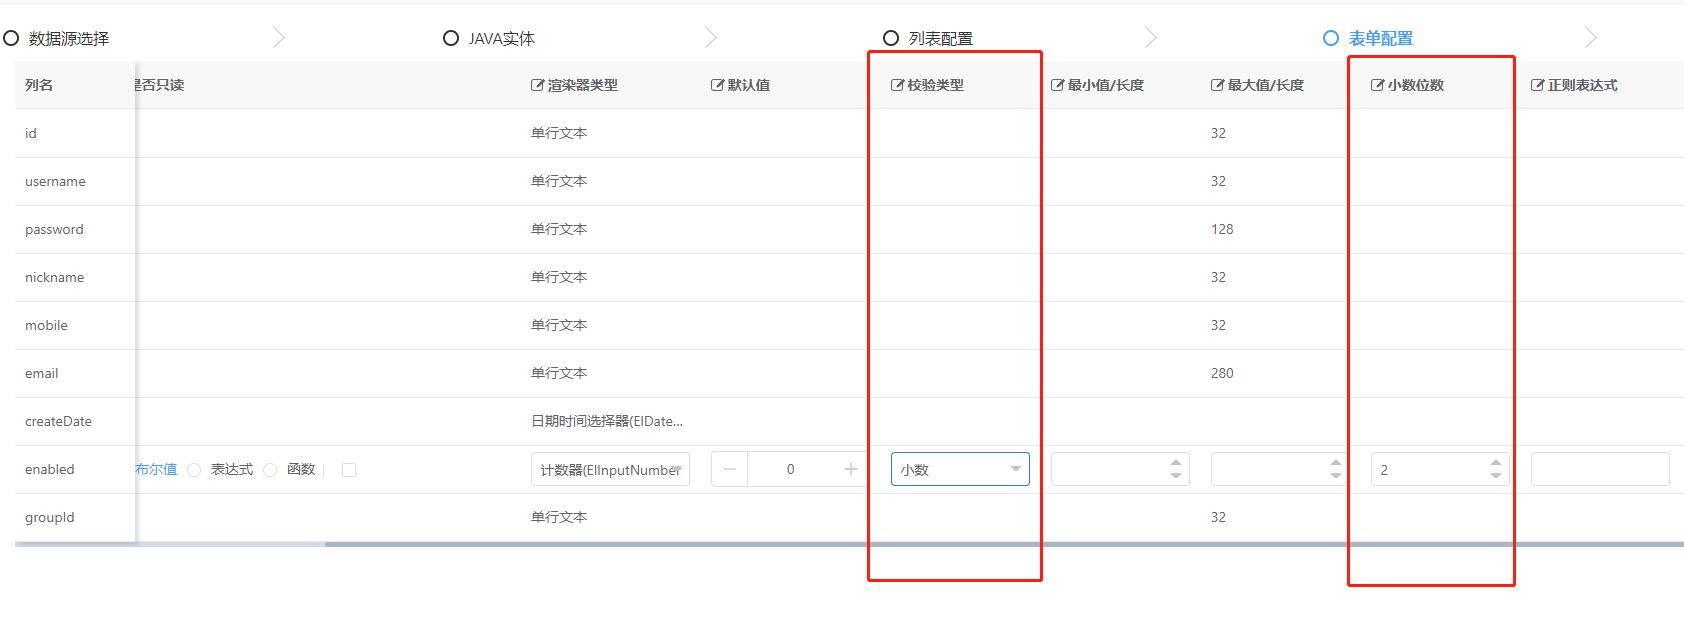 数据源选择 JAVA实体 列表配置 表单配置
列名 是否只读 渲染器类型 默认值 校验类型 最小值/长度 最大值/长度 小数位数 正则表达式
id 单行文本 32
username 单行文本 32
password 单行文本 128
nickname 单行文本 32
mobile 单行文本 32
email 单行文本 280
createDate 日期时间选择器(ElDate...
enabled 布尔值 表达式 函数 计数器(ElInputNumber 0 小数 2
groupId 单行文本 32